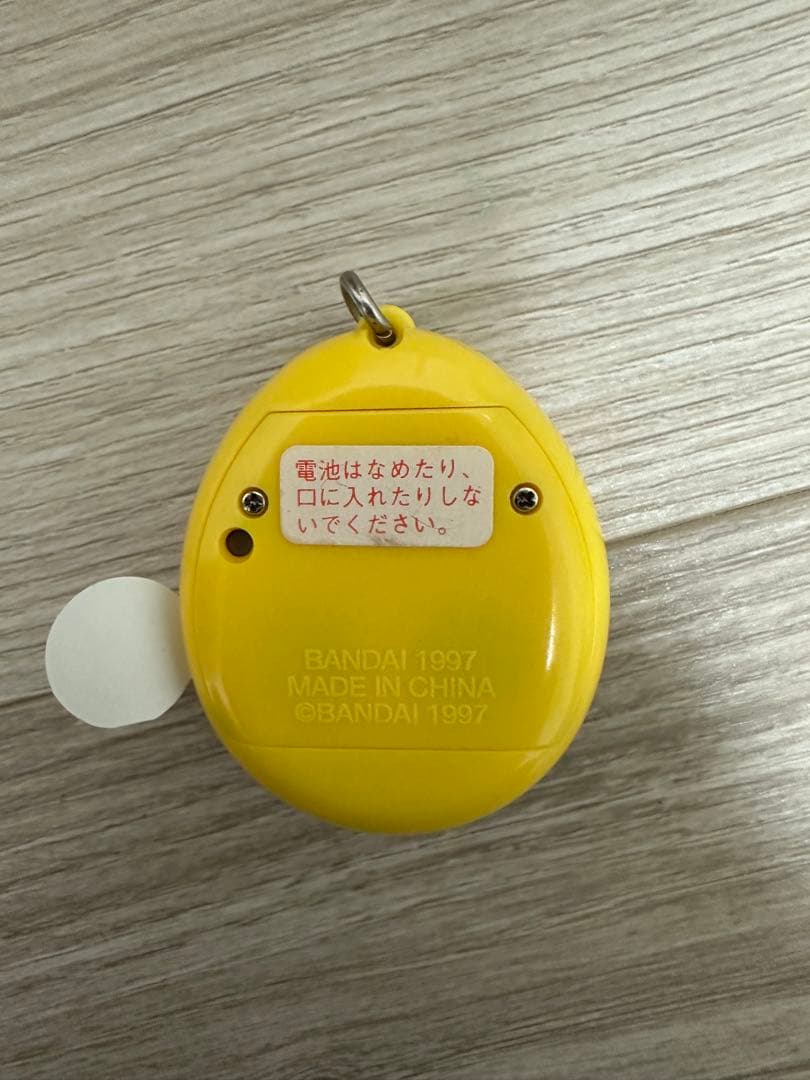 電池はなめたり、
口に入れたりしな
いでください。
BANDAI 1997
MADE IN CHINA
©BANDAI 1997